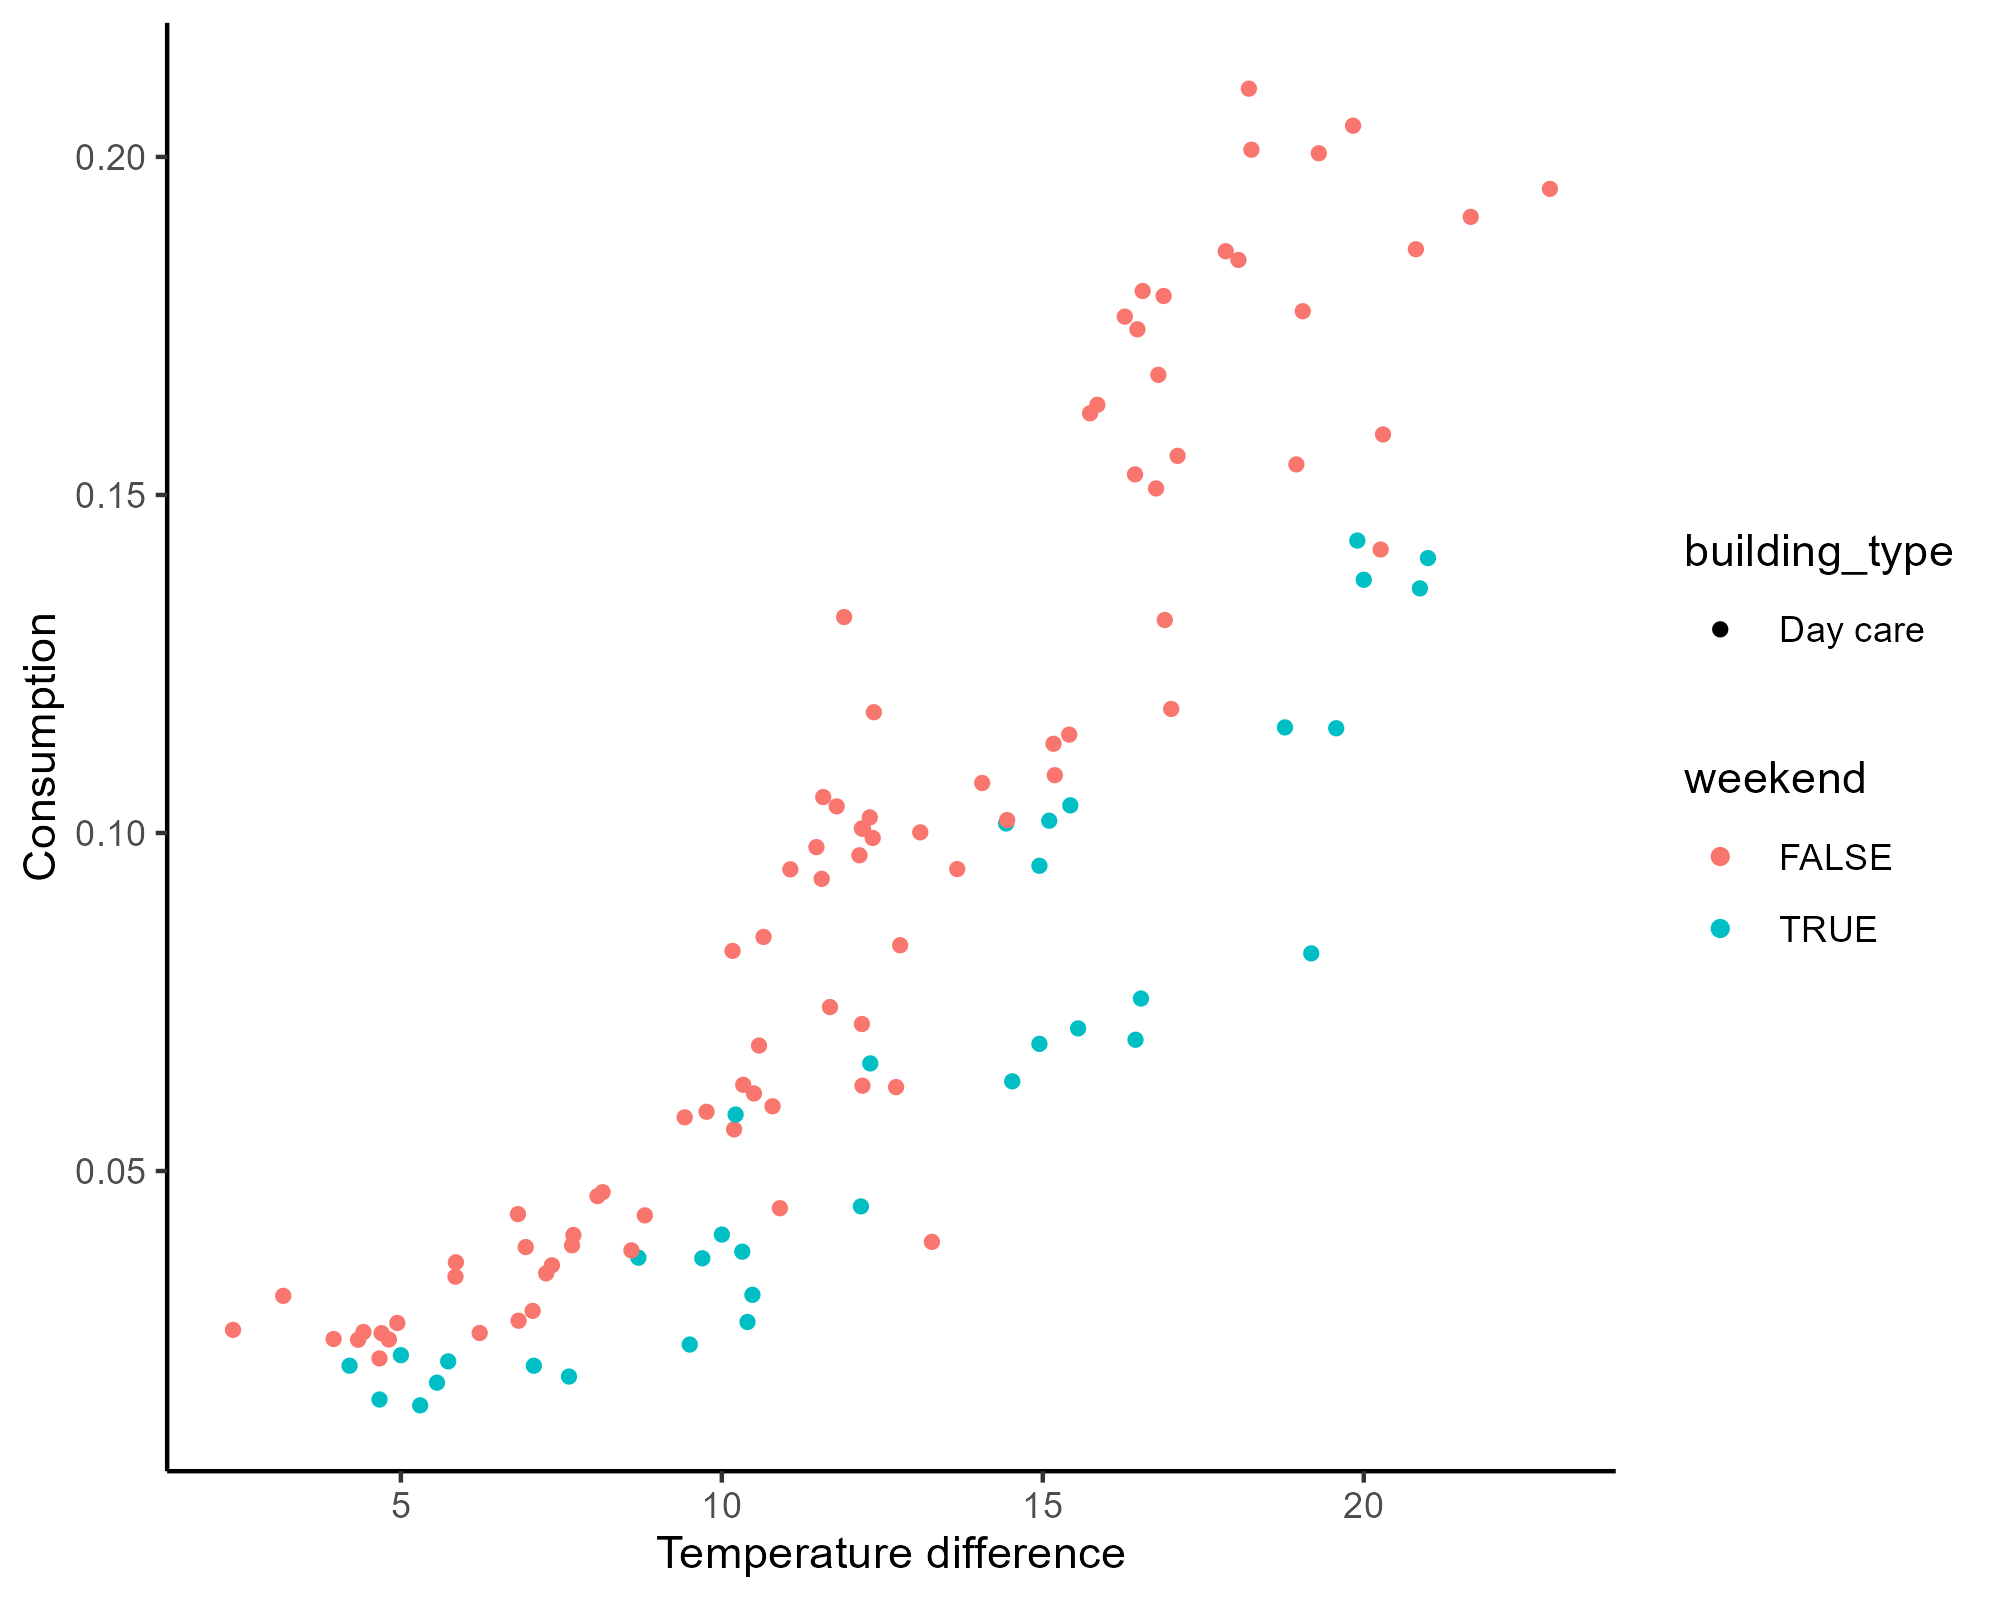 0.20
0.15
0.10
0.05
Consumption
5 10 15 20
Temperature difference
building_type
Day care
weekend
FALSE
TRUE